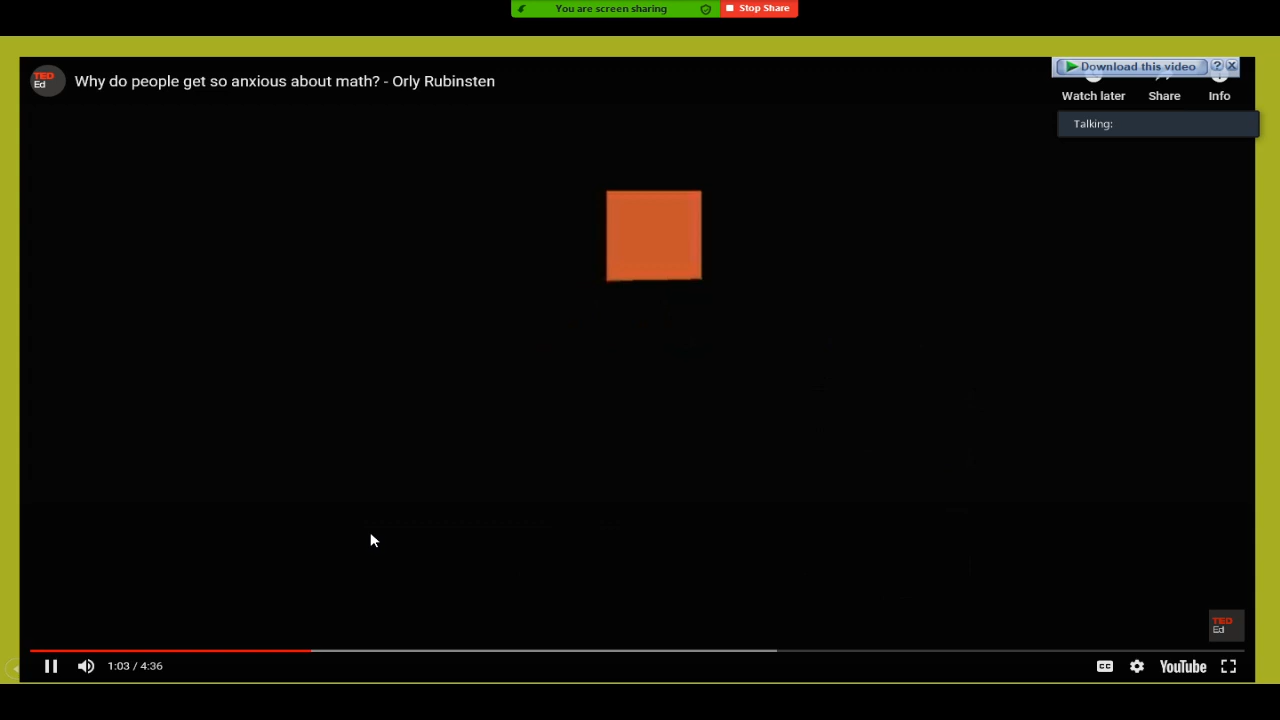 You are screen sharing
Stop Share
TED
Ed
Why do people get so anxious about math? - Orly Rubinsten
Download this video
?
Watch later
Share
Info
Talking:
TED
Ed
1:03 / 4:36
CC
YouTube